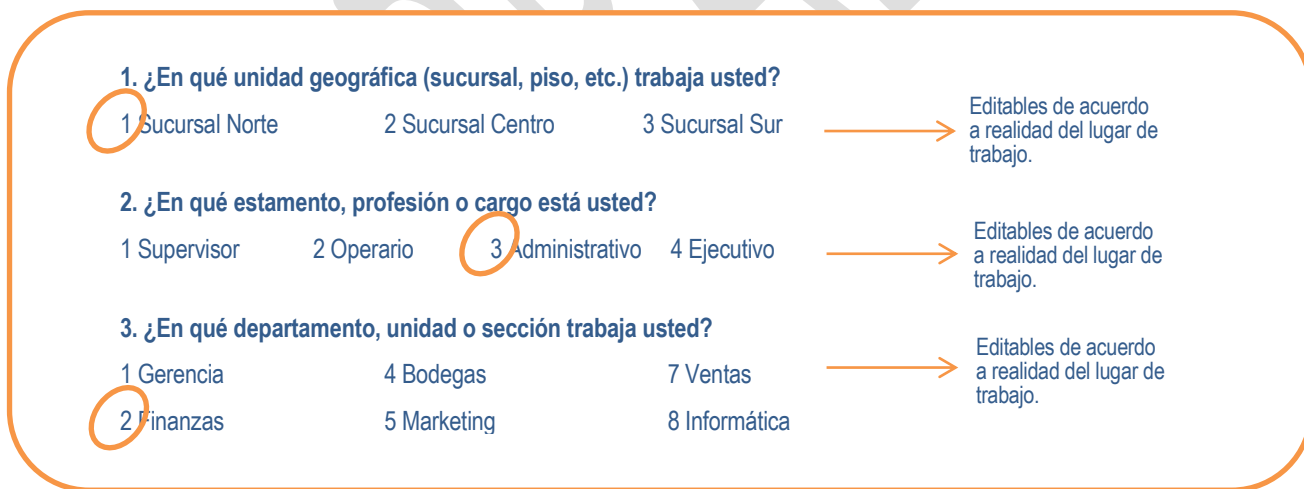 1. ¿En qué unidad geográfica (sucursal, piso, etc.) trabaja usted?
1 Sucursal Norte 2 Sucursal Centro 3 Sucursal Sur
Editables de acuerdo
a realidad del lugar de
trabajo.
2. ¿En qué estamento, profesión o cargo está usted?
1 Supervisor 2 Operario 3 Administrativo 4 Ejecutivo
Editables de acuerdo
a realidad del lugar de
trabajo.
3. ¿En qué departamento, unidad o sección trabaja usted?
1 Gerencia 4 Bodegas 7 Ventas
Editables de acuerdo
a realidad del lugar de
trabajo.
2 Finanzas 5 Marketing 8 Informática